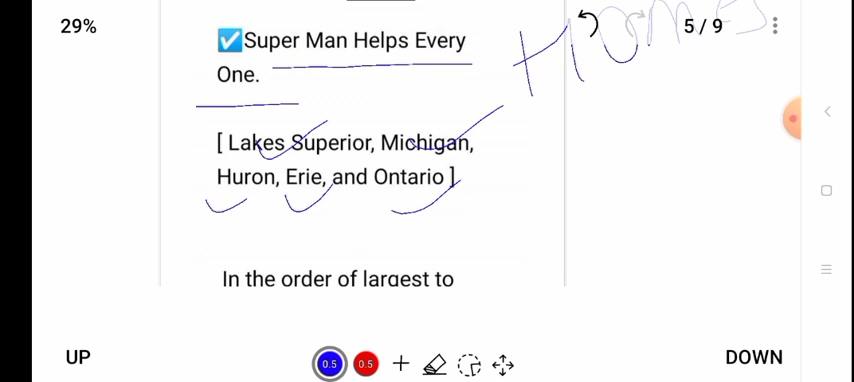 29%
5 / 9
☑Super Man Helps Every
One.
Homes
[ Lakes Superior, Michigan,
Huron, Erie, and Ontario ]
In the order of largest to
UP
0.5
0.5
DOWN